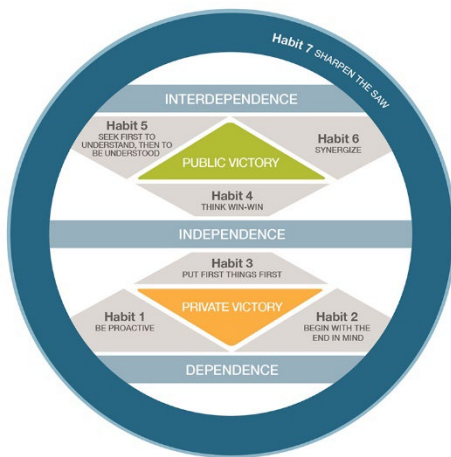 Habit 7 SHARPEN THE SAW
INTERDEPENDENCE
Habit 5
SEEK FIRST TO
UNDERSTAND, THEN TO
BE UNDERSTOOD
Habit 6
SYNERGIZE
PUBLIC VICTORY
Habit 4
THINK WIN-WIN
INDEPENDENCE
Habit 3
PUT FIRST THINGS FIRST
Habit 1
BE PROACTIVE
PRIVATE VICTORY
Habit 2
BEGIN WITH THE
END IN MIND
DEPENDENCE